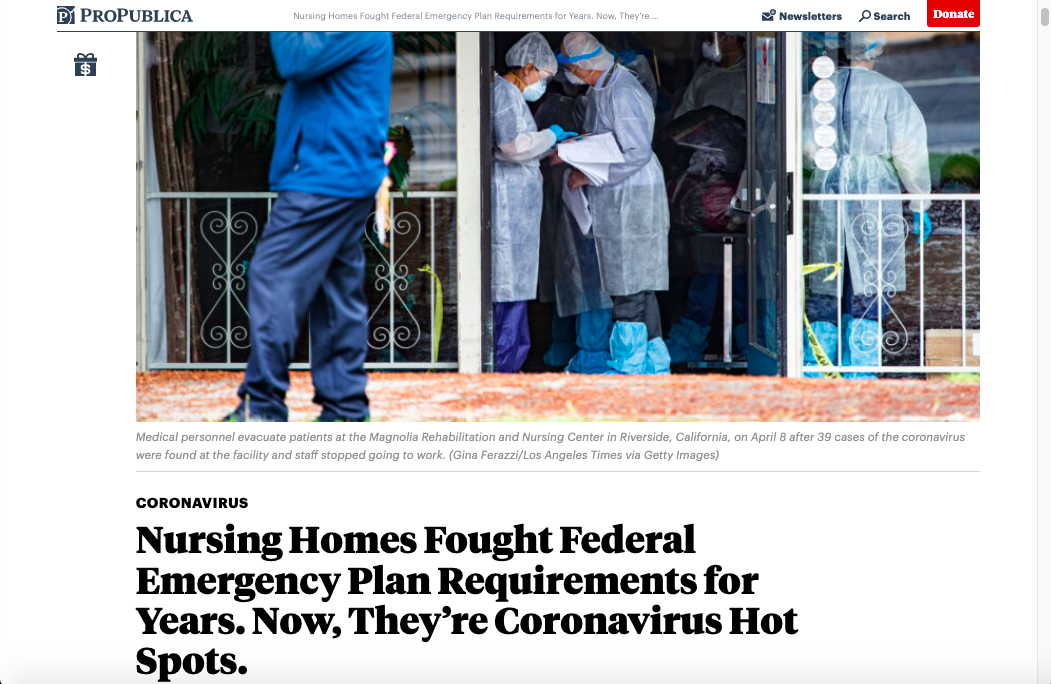 PROPUBLICA
Nursing Homes Fought Federal Emergency Plan Requirements for Years. Now, They're ...
Newsletters
Search
Donate
Medical personnel evacuate patients at the Magnolia Rehabilitation and Nursing Center in Riverside, California, on April 8 after 39 cases of the coronavirus
were found at the facility and staff stopped going to work. (Gina Ferazzi/Los Angeles Times via Getty Images)
CORONAVIRUS
Nursing Homes Fought Federal
Emergency Plan Requirements for
Years. Now, They’re Coronavirus Hot
Spots.